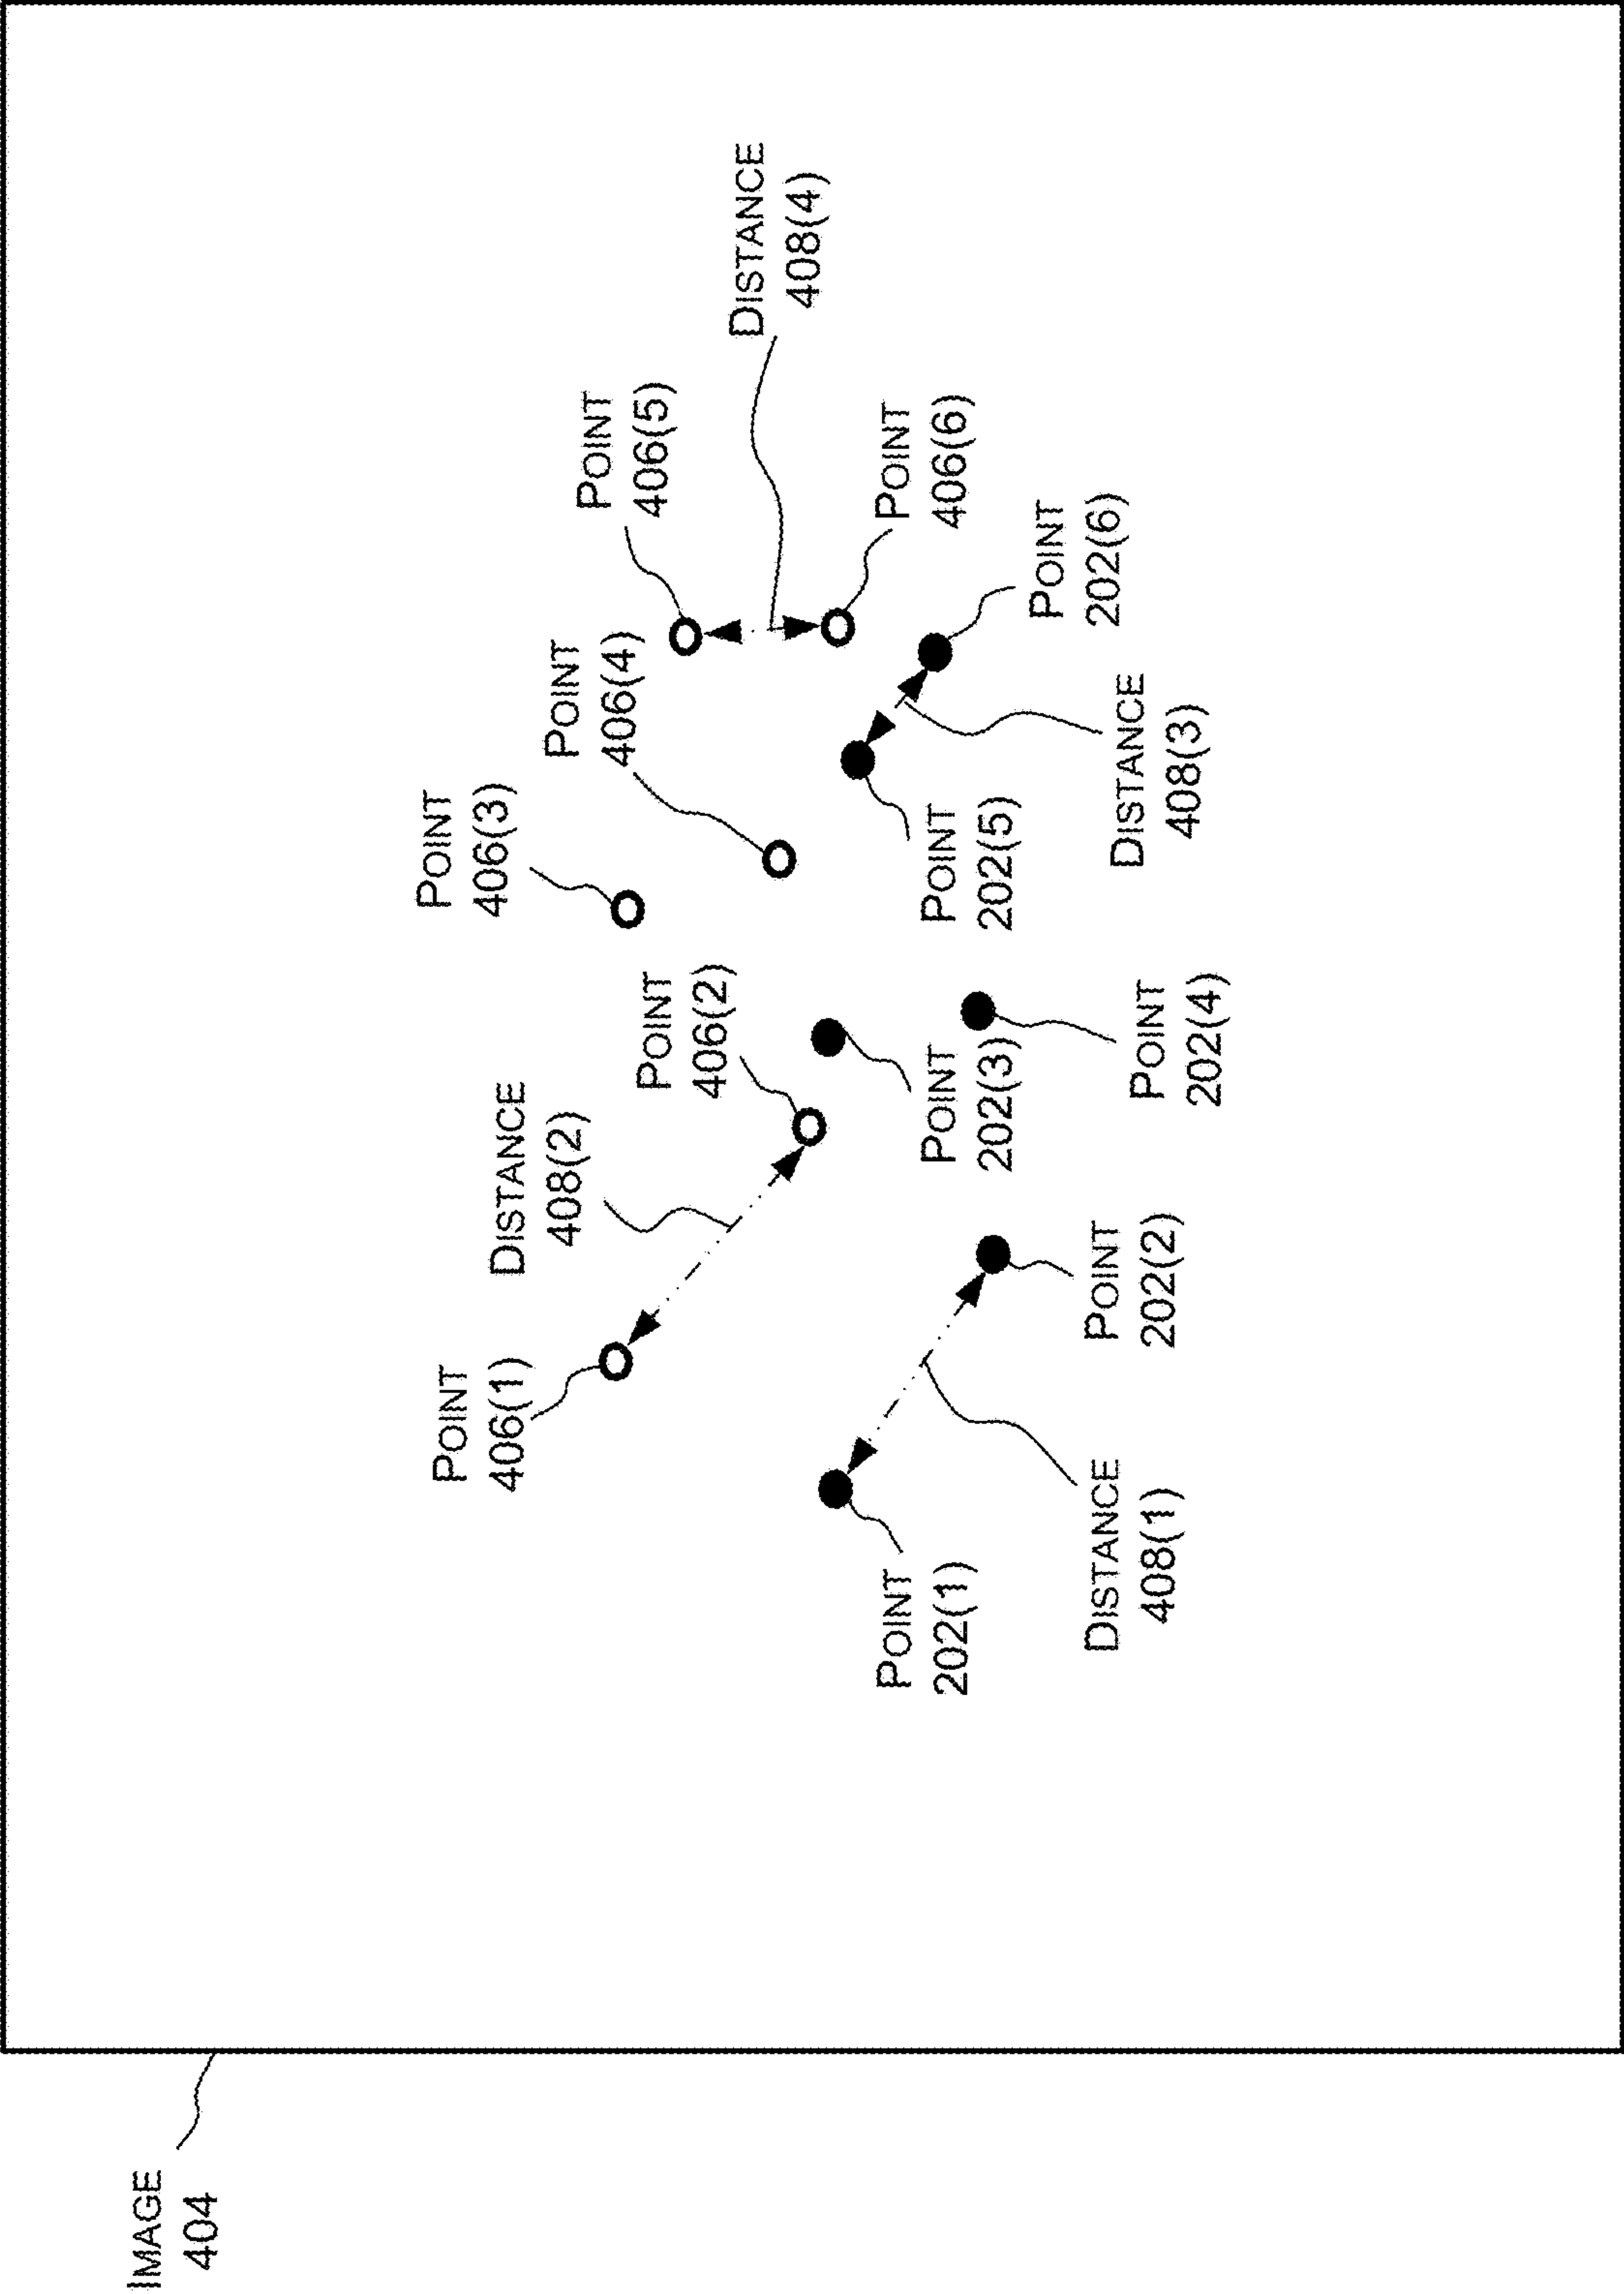 IMAGE
404
POINT
406(3)
POINT
406(1)
DISTANCE
408(2)
POINT
406(4)
POINT
406(5)
POINT
406(2)
DISTANCE
408(4)
POINT
202(1)
POINT
406(6)
POINT
202(3)
POINT
202(5)
POINT
202(6)
DISTANCE
408(1)
POINT
202(2)
DISTANCE
408(3)
POINT
202(4)